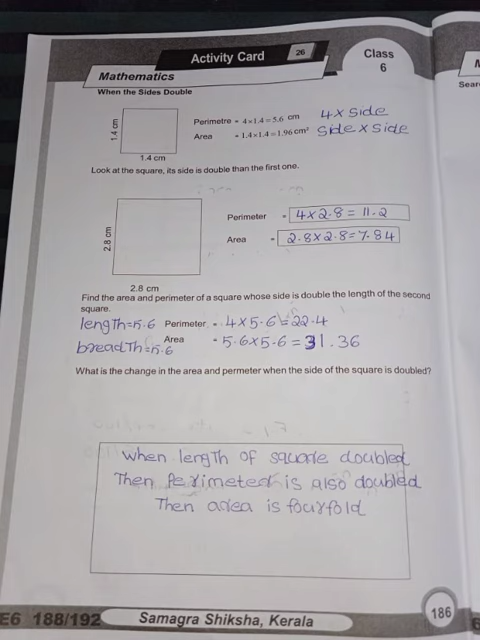 Activity Card 26
Class
6
Mathematics
When the Sides Double
Perimetre = 4×1.4=5.6 cm 4 x side
1.4 cm
Area = 1.4×1.4=1.96 cm² side x side
1.4 cm
Look at the square, its side is double than the first one.
Perimeter = 4 x 2.8 = 11.2
2.8 cm
Area = 2.8 x 2.8 = 7.84
2.8 cm
Find the area and perimeter of a square whose side is double the length of the second
square.
length=5.6 Perimeter = 4 x 5.6 = 22.4
breadTh=5.6 Area = 5.6 x 5.6 = 31.36
What is the change in the area and permeter when the side of the square is doubled?
when length of square doubled
Then Perimeter is also doubled
Then area is fourfold
E6 188/192 Samagra Shiksha, Kerala 186
Sear